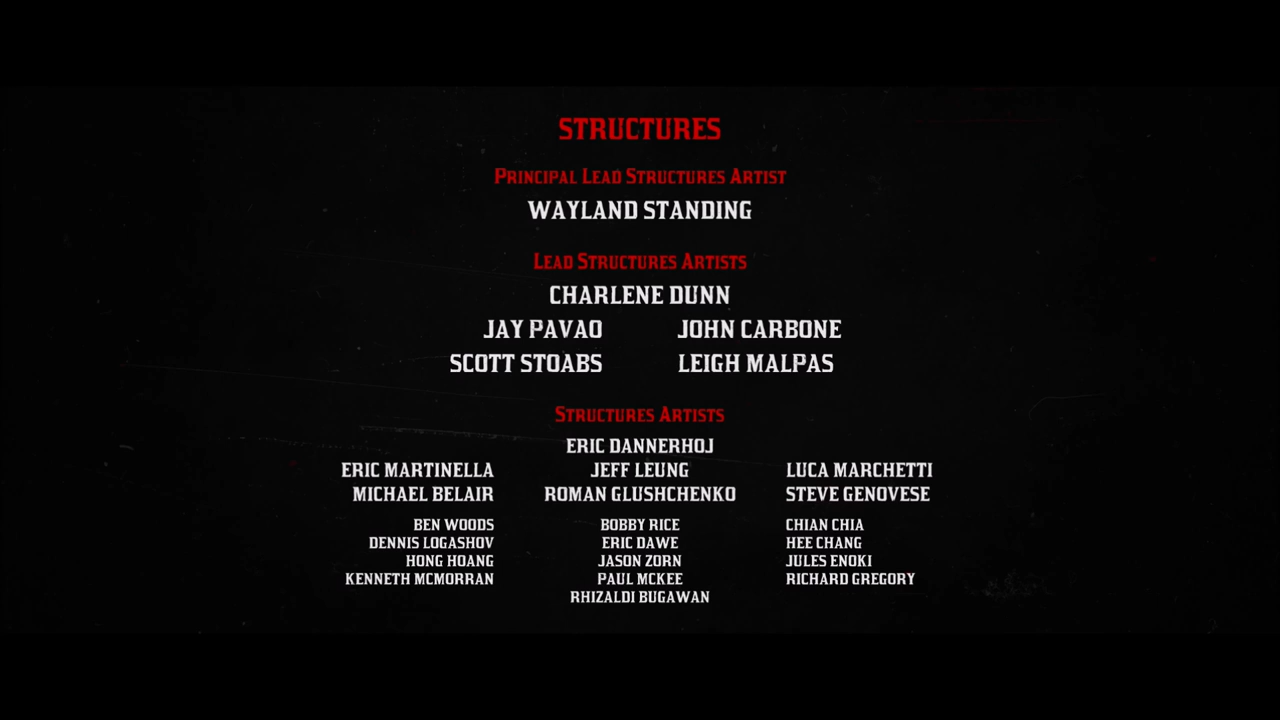 STRUCTURES
PRINCIPAL LEAD STRUCTURES ARTIST
WAYLAND STANDING
LEAD STRUCTURES ARTISTS
CHARLENE DUNN
JAY PAVAO JOHN CARBONE
SCOTT STOABS LEIGH MALPAS
STRUCTURES ARTISTS
ERIC DANNERHOJ
ERIC MARTINELLA JEFF LEUNG LUCA MARCHETTI
MICHAEL BELAIR ROMAN GLUSHCHENKO STEVE GENOVESE
BEN WOODS BOBBY RICE CHIAN CHIA
DENNIS LOGASHOV ERIC DAWE HEE CHANG
HONG HOANG JASON ZORN JULES ENOKI
KENNETH MCMORRAN PAUL MCKEE RICHARD GREGORY
RHIZALDI BUGAWAN